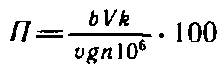 П = bVk / vgn10⁶ · 100